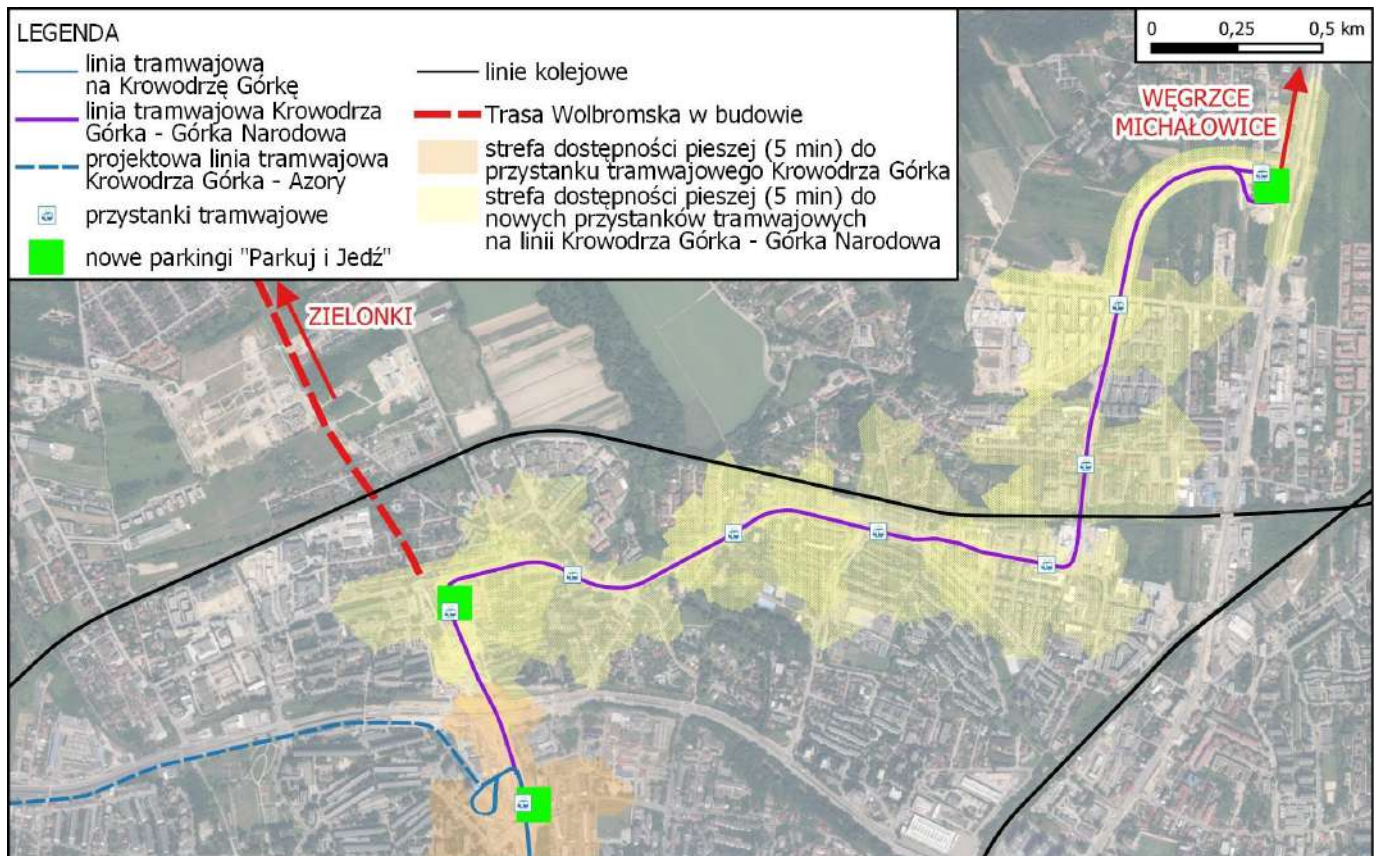 LEGENDA
linia tramwajowa
na Krowodrzę Górkę
linia tramwajowa Krowodrza
Górka - Górka Narodowa
projektowa linia tramwajowa
Krowodrza Górka - Azory
przystanki tramwajowe
nowe parkingi "Parkuj i Jedź"
linie kolejowe
Trasa Wolbromska w budowie
strefa dostępności pieszej (5 min) do
przystanku tramwajowego Krowodrza Górka
strefa dostępności pieszej (5 min) do
nowych przystanków tramwajowych
na linii Krowodrza Górka - Górka Narodowa
0 0,25 0,5 km
WĘGRZCE
MICHAŁOWICE
ZIELONKI